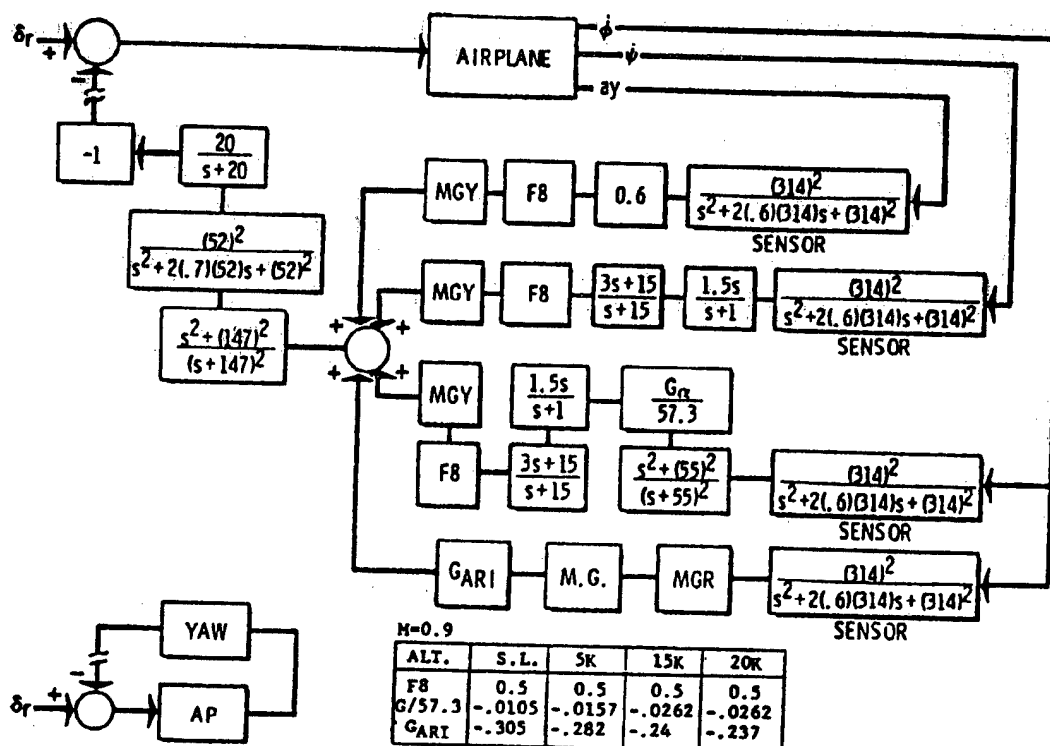 δr
+
−
AIRPLANE
φ̇
ψ̇
ay
-1
20
s+20
(52)²
s²+2(.7)(52)s+(52)²
s²+(147)²
(s+147)²
MGY
F8
0.6
(314)²
s²+2(.6)(314)s+(314)²
SENSOR
MGY
F8
3s+15
s+15
1.5s
s+1
(314)²
s²+2(.6)(314)s+(314)²
SENSOR
+
+
+
+
MGY
1.5s
s+1
Gα
57.3
F8
3s+15
s+15
s²+(55)²
(s+55)²
(314)²
s²+2(.6)(314)s+(314)²
SENSOR
GARI
M.G.
MGR
(314)²
s²+2(.6)(314)s+(314)²
SENSOR
YAW
−
δr
+
AP
M=0.9
ALT. S.L. 5K 15K 20K
F8 0.5 0.5 0.5 0.5
G/57.3 -.0105 -.0157 -.0262 -.0262
GARI -.305 -.282 -.24 -.237